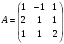 A = ( 1 −1 1
2 1 1
1 1 2 )